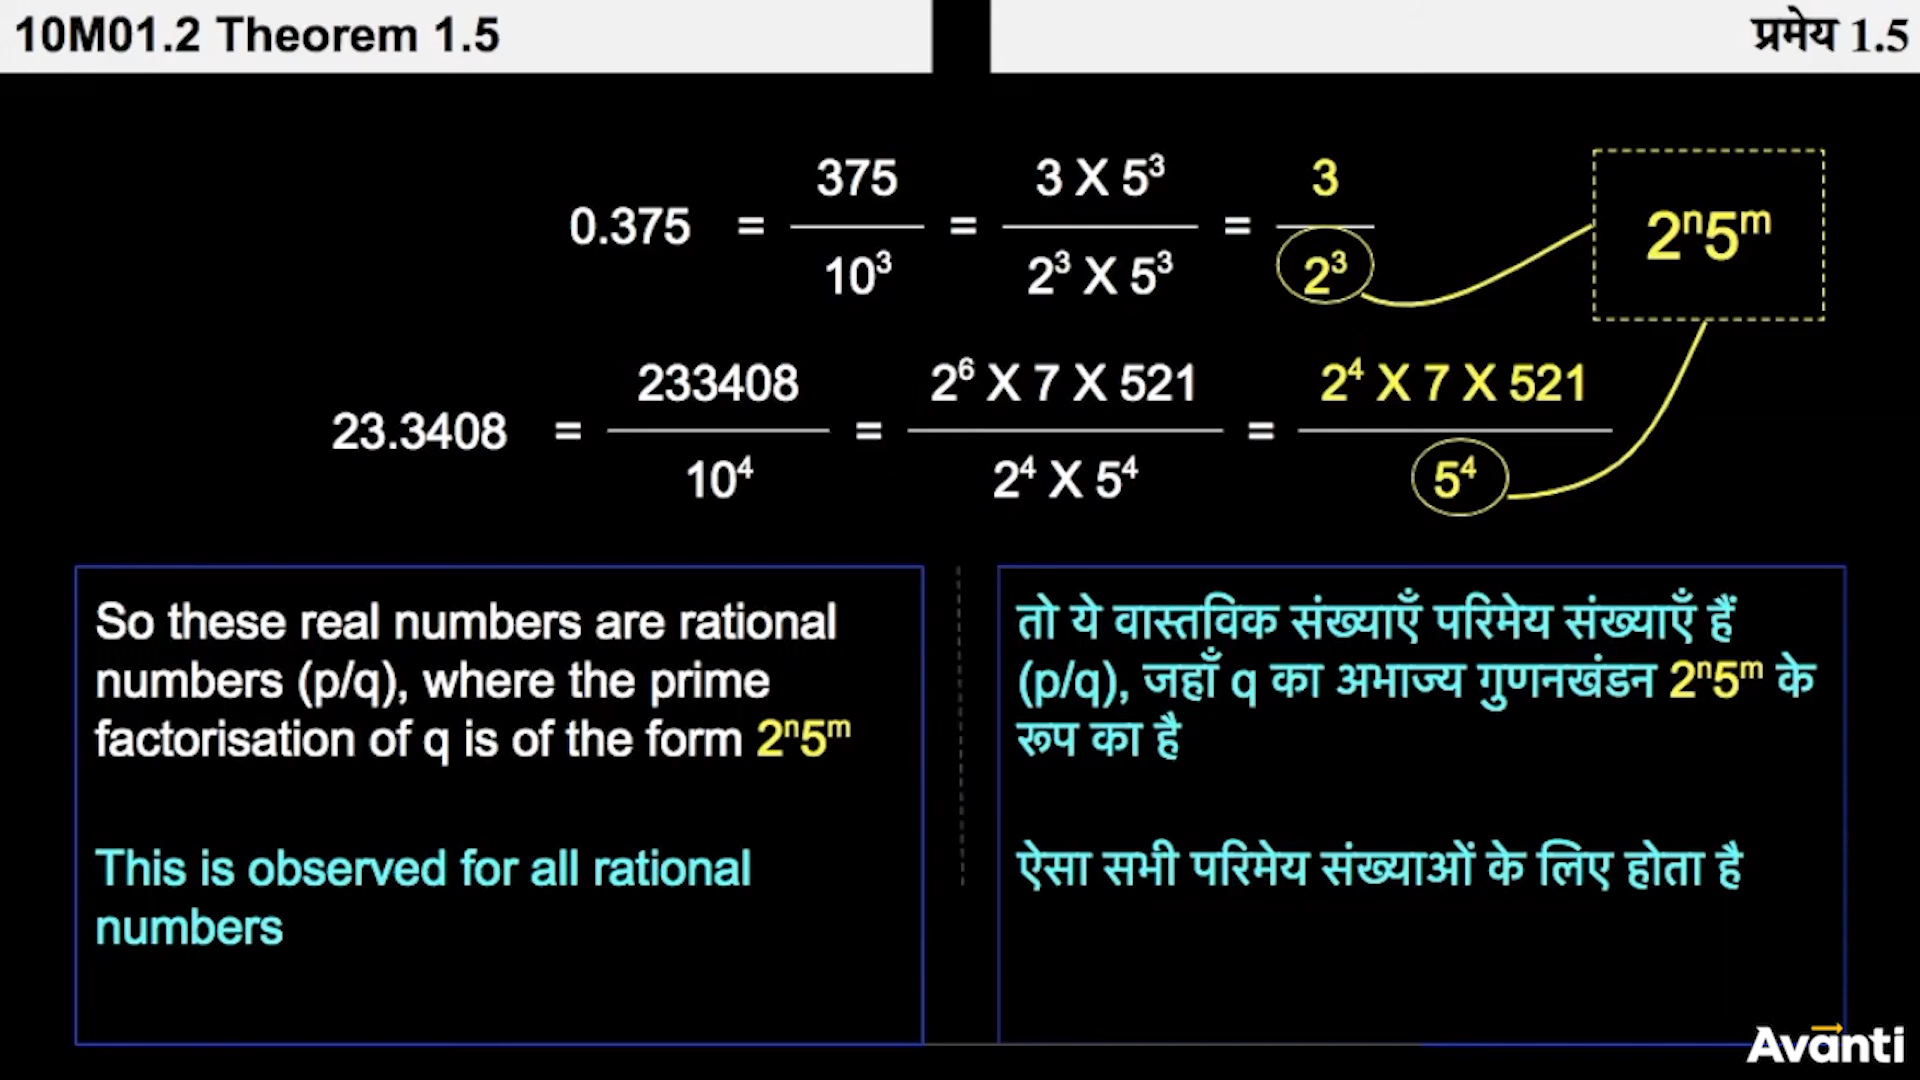 10M01.2 Theorem 1.5
प्रमेय 1.5
0.375 = 375/10³ = 3 X 5³/2³ X 5³ = 3/2³
2ⁿ5ᵐ
23.3408 = 233408/10⁴ = 2⁶ X 7 X 521/2⁴ X 5⁴ = 2⁴ X 7 X 521/5⁴
So these real numbers are rational
numbers (p/q), where the prime
factorisation of q is of the form 2ⁿ5ᵐ
This is observed for all rational
numbers
तो ये वास्तविक संख्याएँ परिमेय संख्याएँ हैं
(p/q), जहाँ q का अभाज्य गुणनखंडन 2ⁿ5ᵐ के
रूप का है
ऐसा सभी परिमेय संख्याओं के लिए होता है
Avanti